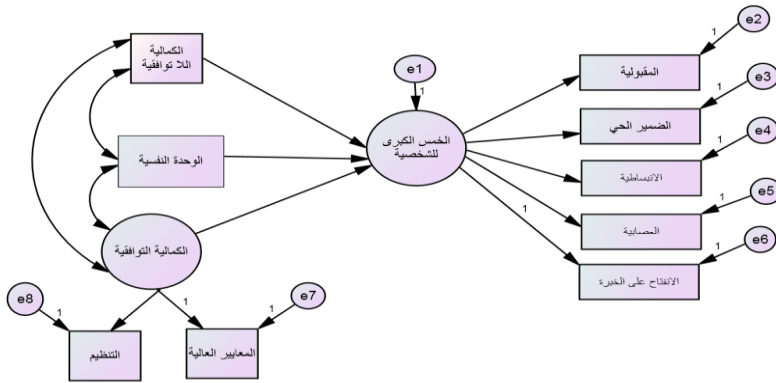 الكمالية
اللا توافقية
الوحدة النفسية
الكمالية التوافقية
e8
1
التنظيم
1
المعايير العالية
1
e7
e1
1
الخمس الكبرى
للشخصية
1
المقبولية
1
e2
الضمير الحي
1
e3
الانبساطية
1
e4
العصابية
1
e5
الانفتاح على الخبرة
1
e6